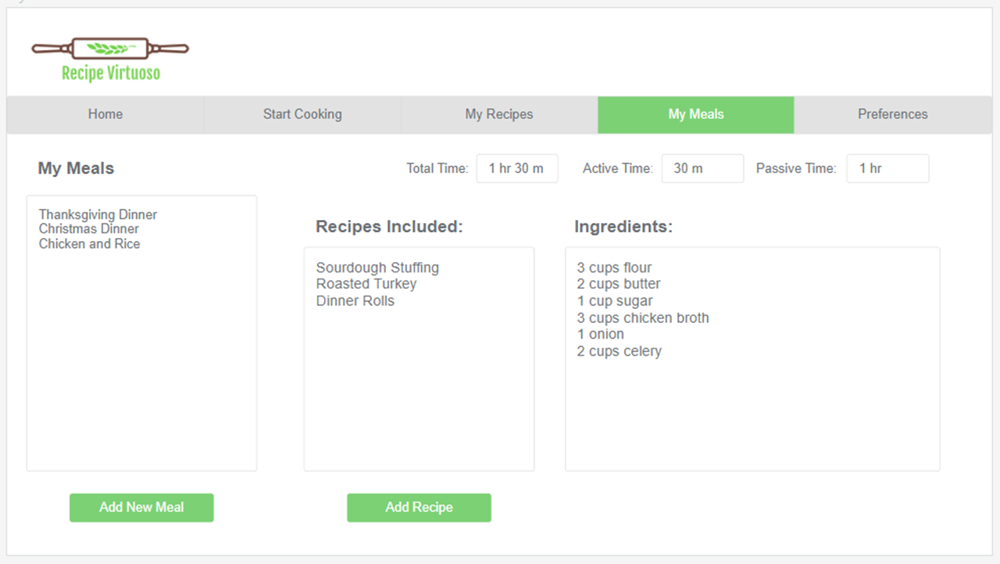 Recipe Virtuoso
Home Start Cooking My Recipes My Meals Preferences
My Meals
Total Time: 1 hr 30 m Active Time: 30 m Passive Time: 1 hr
Thanksgiving Dinner
Christmas Dinner
Chicken and Rice
Add New Meal
Recipes Included:
Sourdough Stuffing
Roasted Turkey
Dinner Rolls
Add Recipe
Ingredients:
3 cups flour
2 cups butter
1 cup sugar
3 cups chicken broth
1 onion
2 cups celery